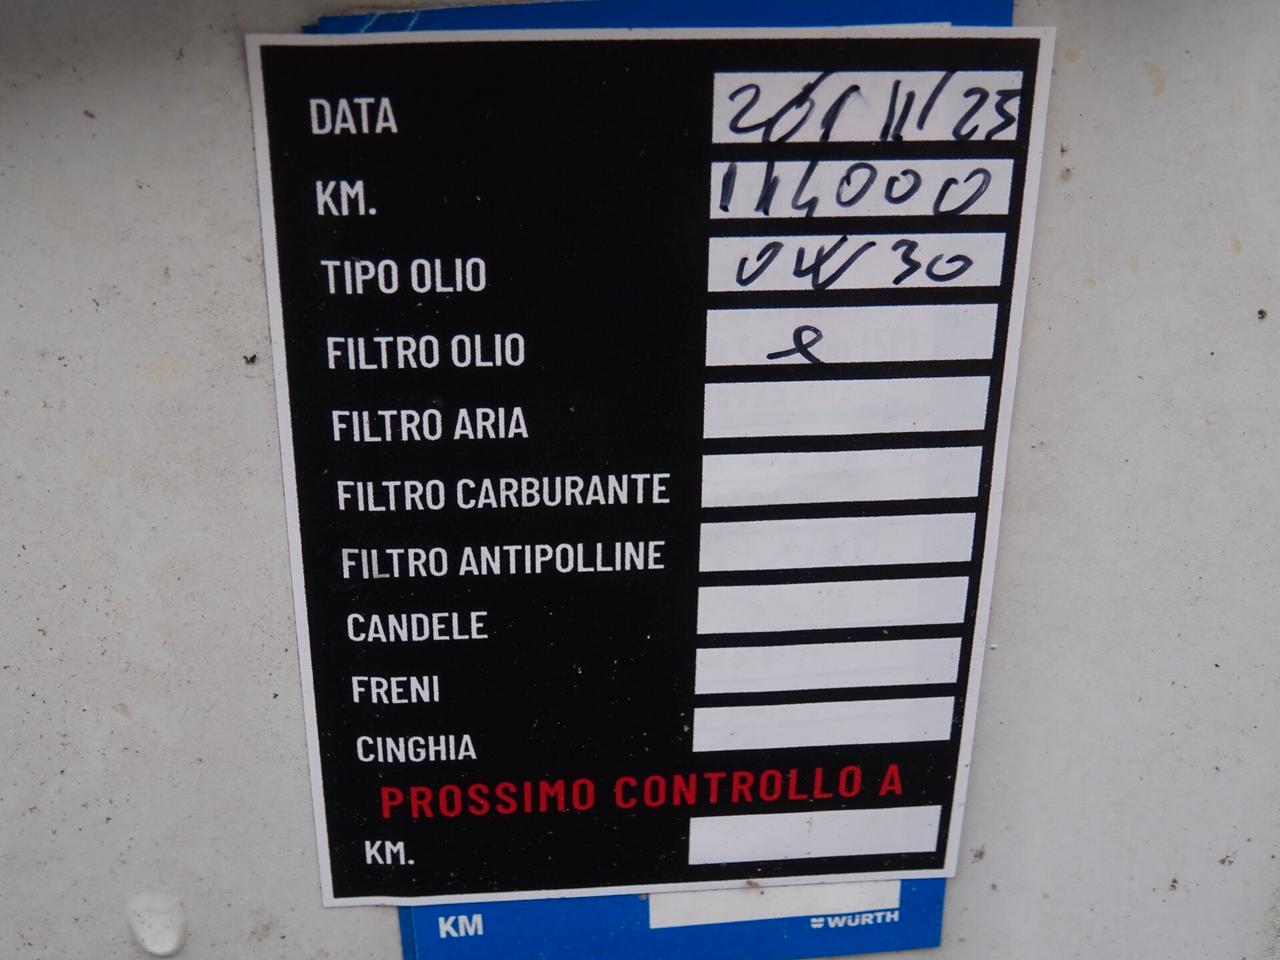 DATA 20/11/25
KM. 114000
TIPO OLIO 0W30
FILTRO OLIO
FILTRO ARIA
FILTRO CARBURANTE
FILTRO ANTIPOLLINE
CANDELE
FRENI
CINGHIA
PROSSIMO CONTROLLO A
KM.
KM WÜRTH